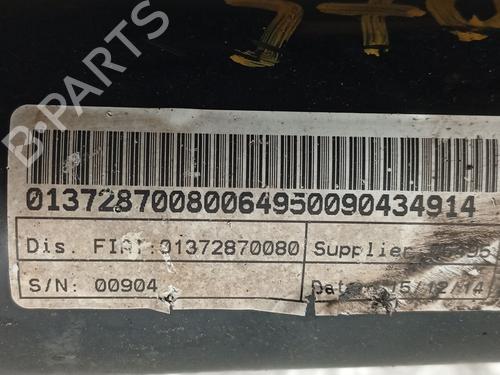 01372870080064950090434914
Dis. FIAT:01372870080
Supplier
S/N: 00904
Date: 15/12/14
B-PARTS